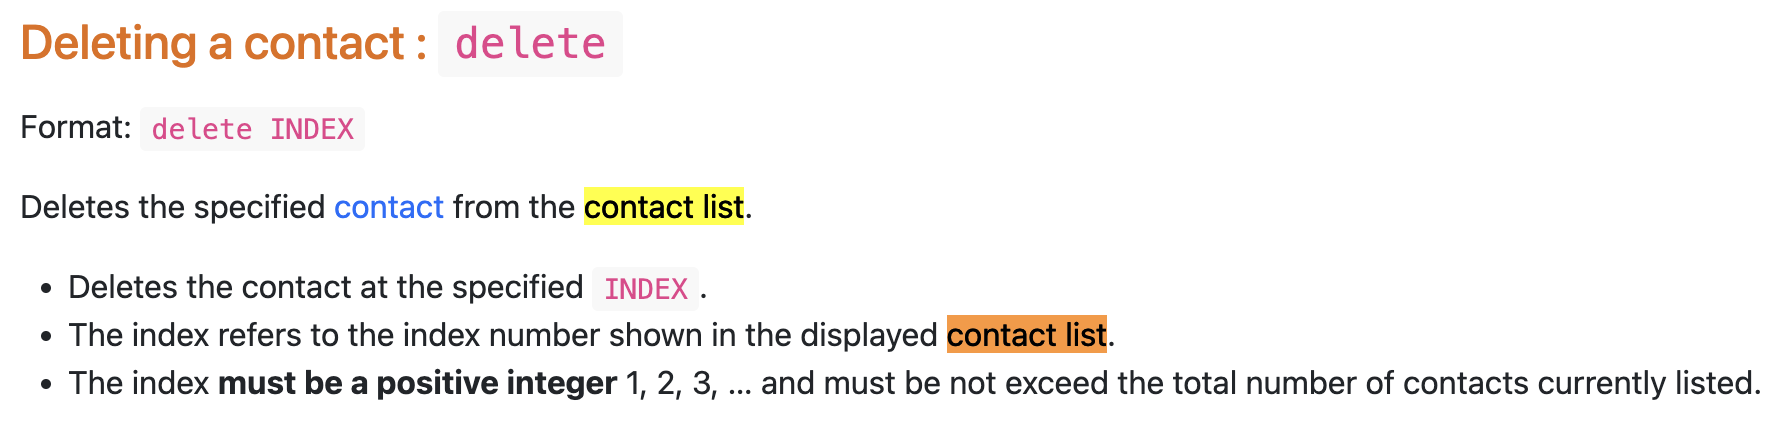 Deleting a contact : delete
Format: delete INDEX
Deletes the specified contact from the contact list.
• Deletes the contact at the specified INDEX .
• The index refers to the index number shown in the displayed contact list.
• The index must be a positive integer 1, 2, 3, … and must be not exceed the total number of contacts currently listed.